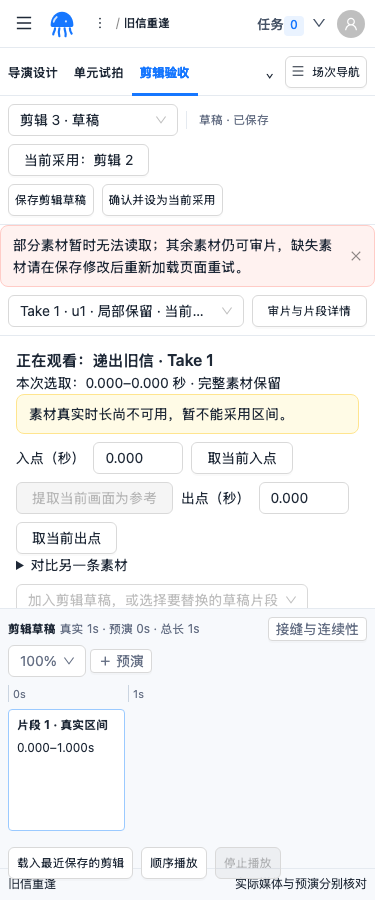 / 旧信重逢
任务 0
导演设计 单元试拍 剪辑验收
场次导航
剪辑 3 · 草稿
草稿 · 已保存
当前采用：剪辑 2
保存剪辑草稿 确认并设为当前采用
部分素材暂时无法读取；其余素材仍可审片，缺失素
材请在保存修改后重新加载页面重试。
Take 1 · u1 · 局部保留 · 当前...
审片与片段详情
正在观看：递出旧信 · Take 1
本次选取：0.000–0.000 秒 · 完整素材保留
素材真实时长尚不可用，暂不能采用区间。
入点（秒） 0.000 取当前入点
提取当前画面为参考 出点（秒） 0.000
取当前出点
对比另一条素材
加入剪辑草稿，或选择要替换的草稿片段
剪辑草稿 真实 1s · 预演 0s · 总长 1s
接缝与连续性
100% + 预演
0s 1s
片段 1 · 真实区间
0.000–1.000s
载入最近保存的剪辑 顺序播放 停止播放
旧信重逢 实际媒体与预演分别核对